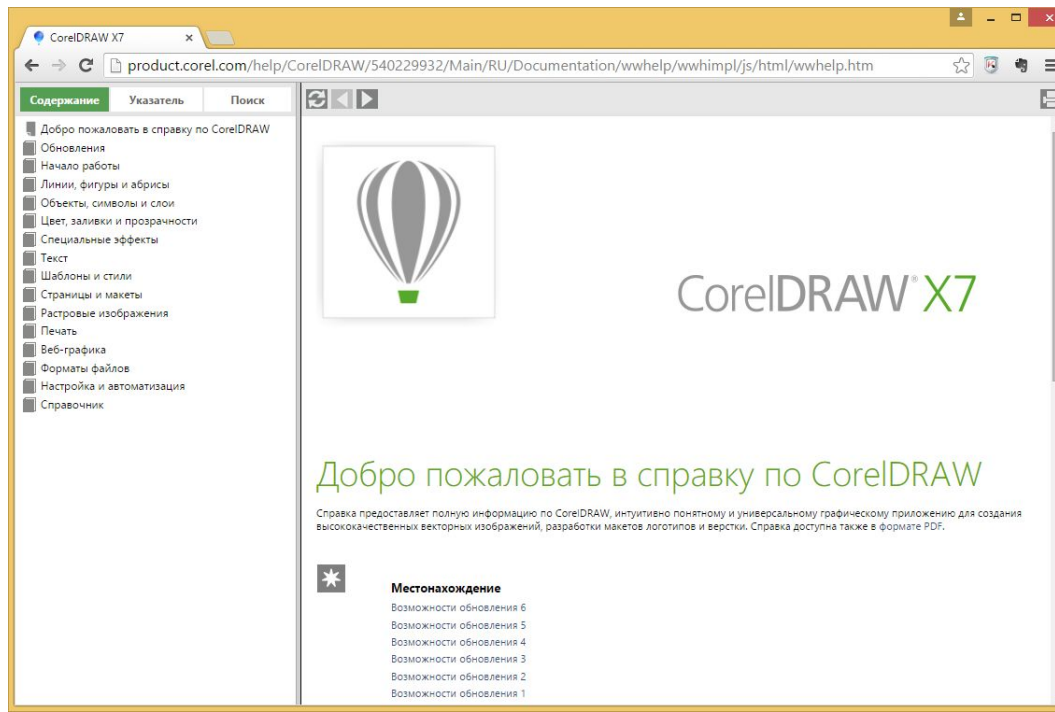 CorelDRAW X7
product.corel.com/help/CorelDRAW/540229932/Main/RU/Documentation/wwhelp/wwhimpl/js/html/wwhelp.htm
Содержание Указатель Поиск
Добро пожаловать в справку по CorelDRAW
Обновления
Начало работы
Линии, фигуры и абрисы
Объекты, символы и слои
Цвет, заливки и прозрачности
Специальные эффекты
Текст
Шаблоны и стили
Страницы и макеты
Растровые изображения
Печать
Веб-графика
Форматы файлов
Настройка и автоматизация
Справочник
CorelDRAW® X7
Добро пожаловать в справку по CorelDRAW
Справка предоставляет полную информацию по CorelDRAW, интуитивно понятному и универсальному графическому приложению для создания
высококачественных векторных изображений, разработки макетов логотипов и верстки. Справка доступна также в формате PDF.
Местонахождение
Возможности обновления 6
Возможности обновления 5
Возможности обновления 4
Возможности обновления 3
Возможности обновления 2
Возможности обновления 1